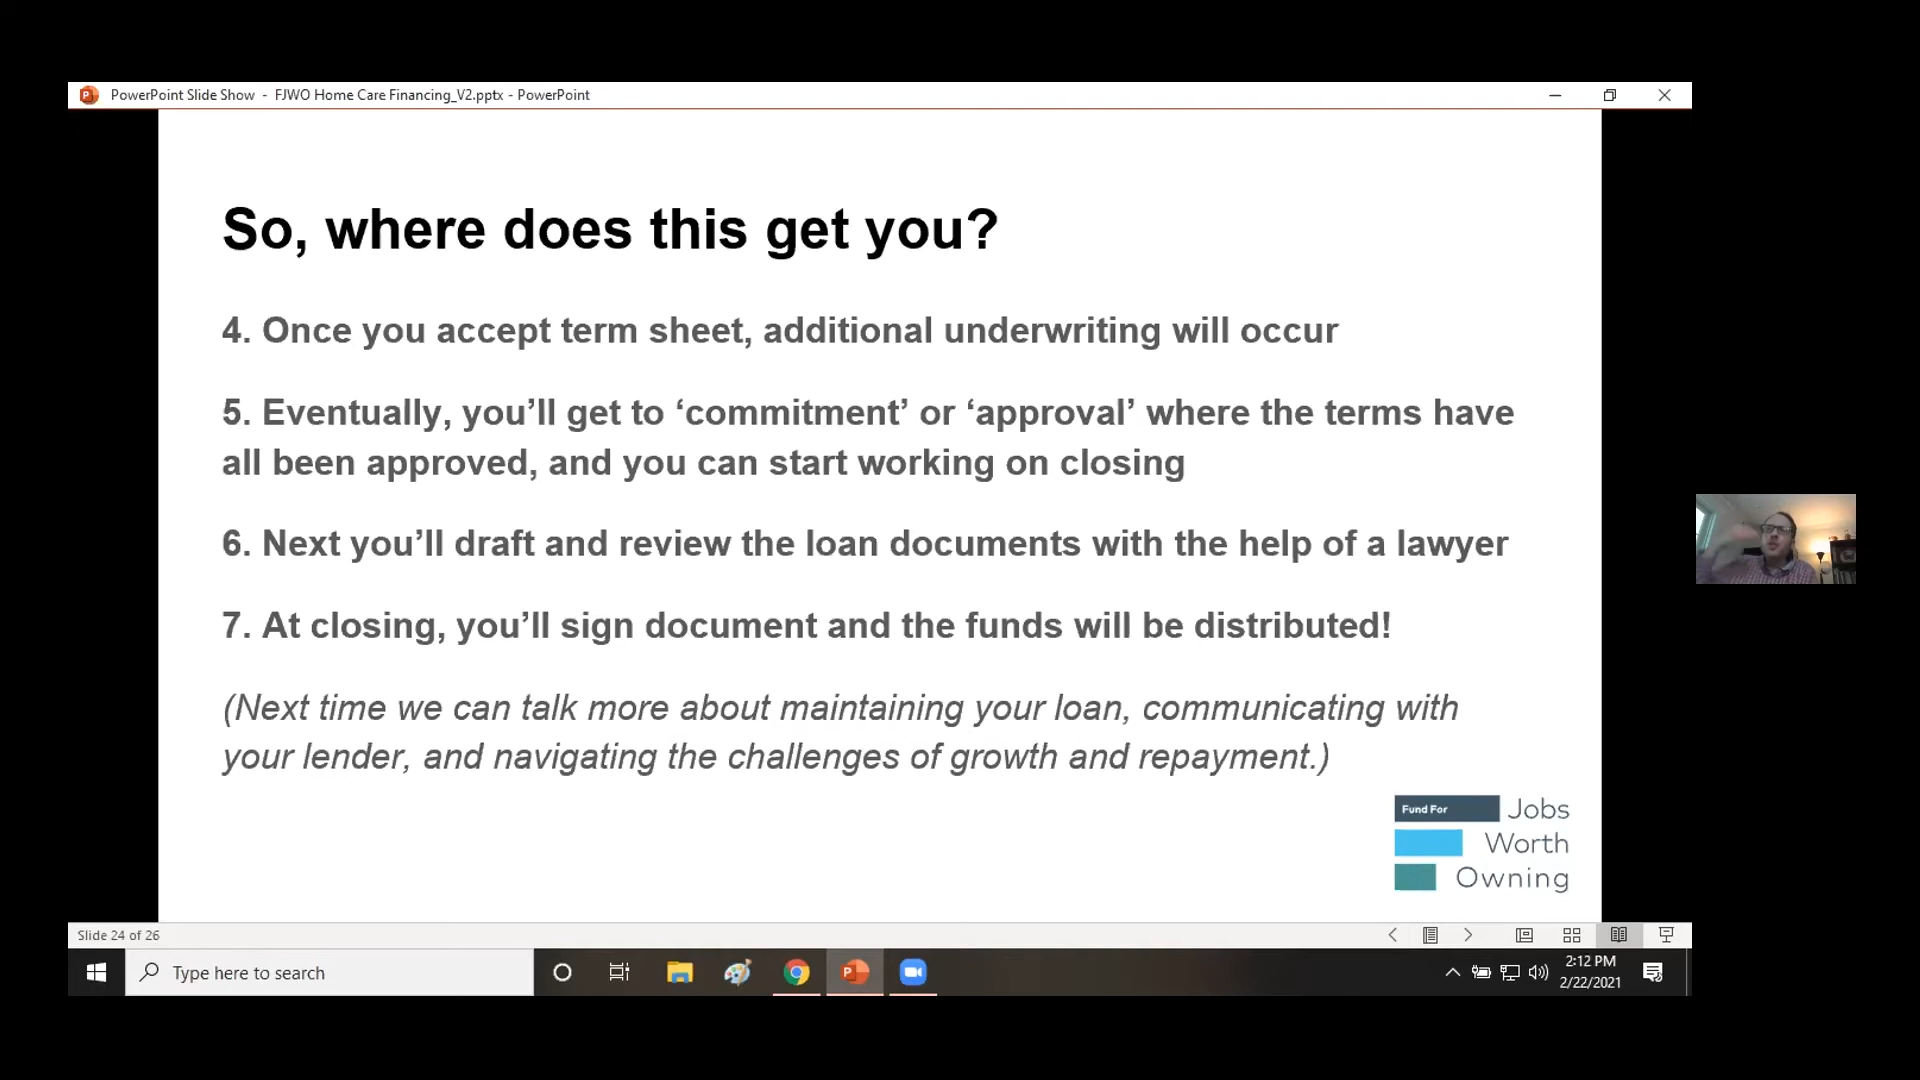 PowerPoint Slide Show - FJWO Home Care Financing_V2.pptx - PowerPoint
So, where does this get you?
4. Once you accept term sheet, additional underwriting will occur
5. Eventually, you’ll get to ‘commitment’ or ‘approval’ where the terms have
all been approved, and you can start working on closing
6. Next you’ll draft and review the loan documents with the help of a lawyer
7. At closing, you’ll sign document and the funds will be distributed!
(Next time we can talk more about maintaining your loan, communicating with
your lender, and navigating the challenges of growth and repayment.)
Fund For Jobs
Worth
Owning
Slide 24 of 26
Type here to search
2:12 PM
2/22/2021